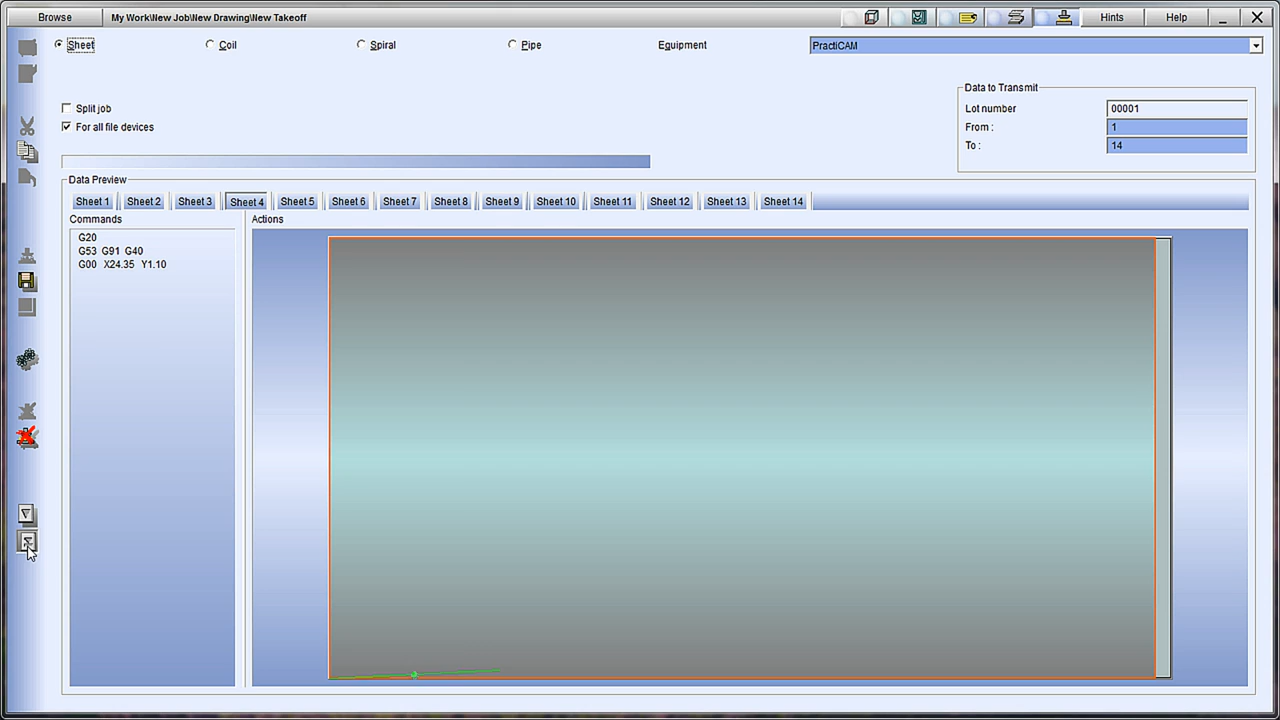 Browse My Work\New Job\New Drawing\New Takeoff Hints Help
Sheet Coil Spiral Pipe Equipment PractiCAM
Data to Transmit
Split job
Lot number 00001
For all file devices
From : 1
To : 14
Data Preview
Sheet 1 Sheet 2 Sheet 3 Sheet 4 Sheet 5 Sheet 6 Sheet 7 Sheet 8 Sheet 9 Sheet 10 Sheet 11 Sheet 12 Sheet 13 Sheet 14
Commands Actions
G20
G53 G91 G40
G00 X24.35 Y1.10